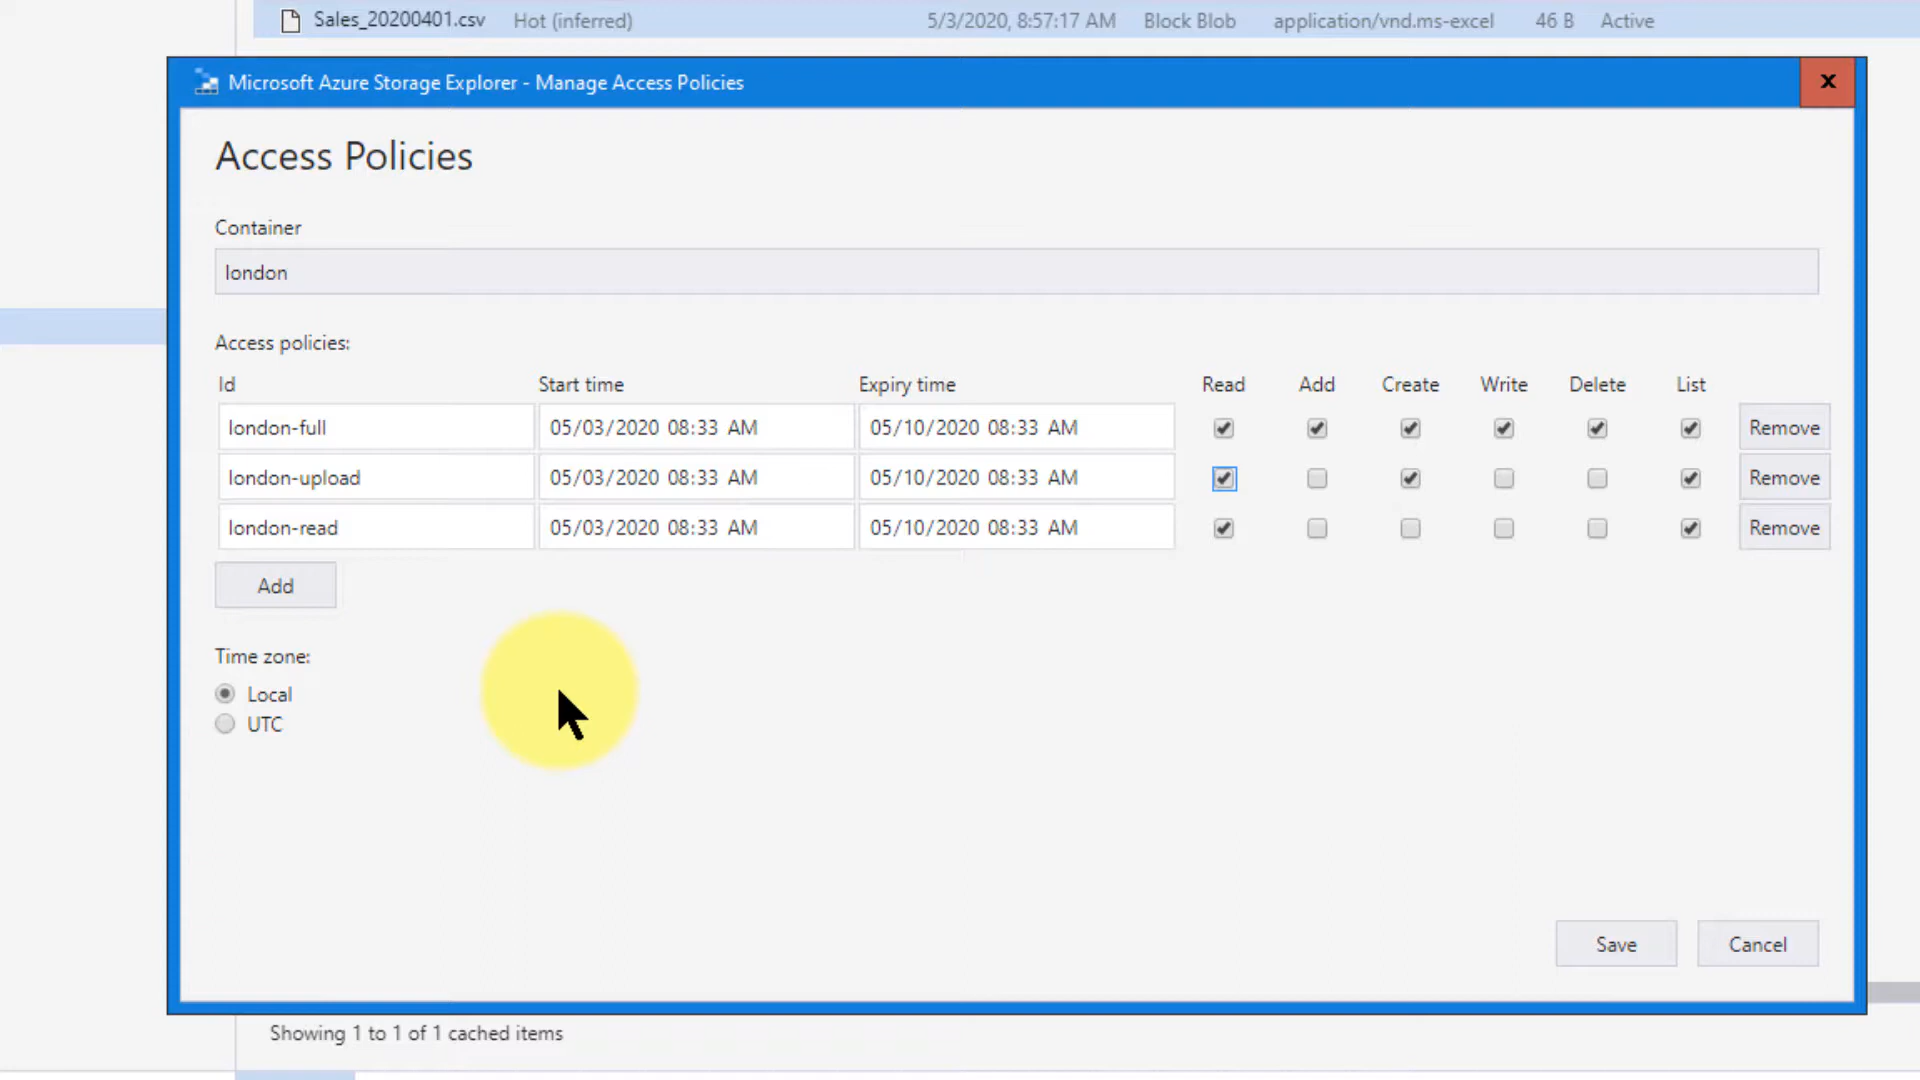 Sales_20200401.csv Hot (inferred) 5/3/2020, 8:57:17 AM Block Blob application/vnd.ms-excel 46 B Active
Microsoft Azure Storage Explorer - Manage Access Policies x
Access Policies
Container
london
Access policies:
Id Start time Expiry time Read Add Create Write Delete List
london-full 05/03/2020 08:33 AM 05/10/2020 08:33 AM Remove
london-upload 05/03/2020 08:33 AM 05/10/2020 08:33 AM Remove
london-read 05/03/2020 08:33 AM 05/10/2020 08:33 AM Remove
Add
Time zone:
Local
UTC
Save Cancel
Showing 1 to 1 of 1 cached items